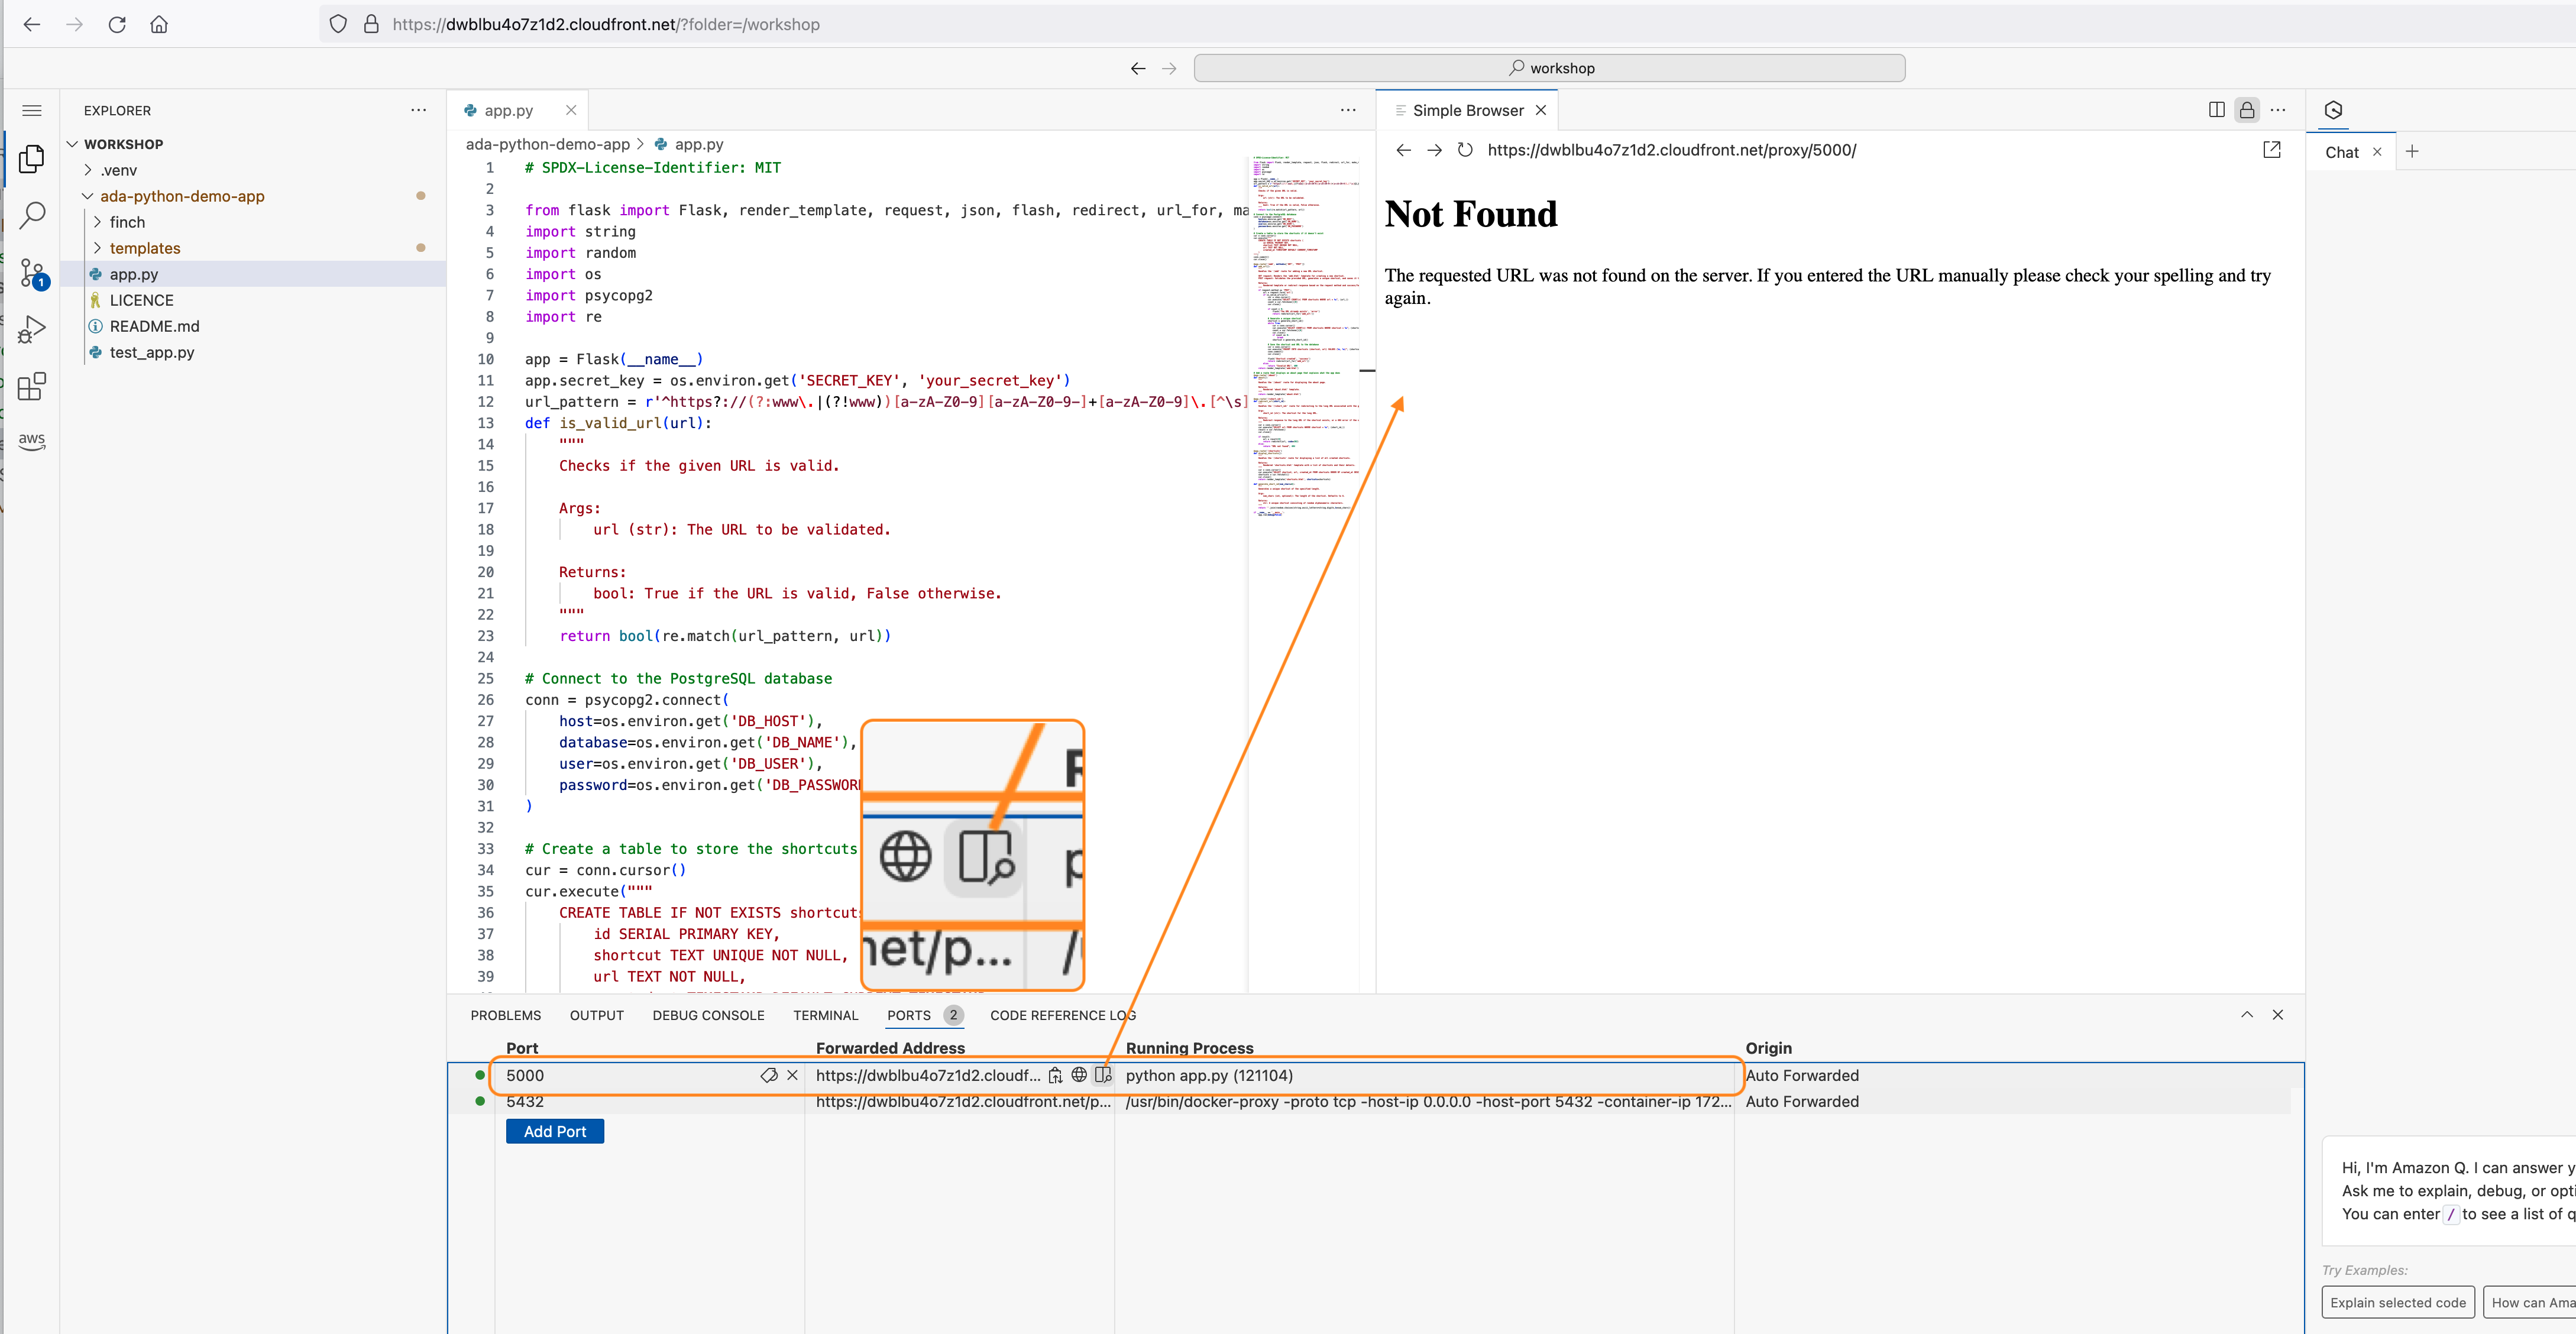 https://dwblbu4o7z1d2.cloudfront.net/?folder=/workshop
workshop
EXPLORER
WORKSHOP
.venv
ada-python-demo-app
finch
templates
app.py
LICENCE
README.md
test_app.py
1
aws
app.py
ada-python-demo-app > app.py
1 # SPDX-License-Identifier: MIT
2
3 from flask import Flask, render_template, request, json, flash, redirect, url_for, ma
4 import string
5 import random
6 import os
7 import psycopg2
8 import re
9
10 app = Flask(__name__)
11 app.secret_key = os.environ.get('SECRET_KEY', 'your_secret_key')
12 url_pattern = r'^https?://(?:www\.|(?!www))[a-zA-Z0-9][a-zA-Z0-9-]+[a-zA-Z0-9]\.[^\s]
13 def is_valid_url(url):
14 """
15 Checks if the given URL is valid.
16
17 Args:
18 url (str): The URL to be validated.
19
20 Returns:
21 bool: True if the URL is valid, False otherwise.
22 """
23 return bool(re.match(url_pattern, url))
24
25 # Connect to the PostgreSQL database
26 conn = psycopg2.connect(
27 host=os.environ.get('DB_HOST'),
28 database=os.environ.get('DB_NAME'),
29 user=os.environ.get('DB_USER'),
30 password=os.environ.get('DB_PASSWOR
31 )
32
33 # Create a table to store the shortcuts
34 cur = conn.cursor()
35 cur.execute("""
36 CREATE TABLE IF NOT EXISTS shortcuts
37 id SERIAL PRIMARY KEY,
38 shortcut TEXT UNIQUE NOT NULL,
39 url TEXT NOT NULL,
net/p...
Simple Browser
https://dwblbu4o7z1d2.cloudfront.net/proxy/5000/
Not Found
The requested URL was not found on the server. If you entered the URL manually please check your spelling and try
again.
PROBLEMS OUTPUT DEBUG CONSOLE TERMINAL PORTS 2 CODE REFERENCE LOG
Port Forwarded Address Running Process Origin
5000 https://dwblbu4o7z1d2.cloudf... python app.py (121104) Auto Forwarded
5432 https://dwblbu4o7z1d2.cloudfront.net/p... /usr/bin/docker-proxy -proto tcp -host-ip 0.0.0.0 -host-port 5432 -container-ip 172... Auto Forwarded
Add Port
Chat
Hi, I'm Amazon Q. I can answer y
Ask me to explain, debug, or opti
You can enter / to see a list of q
Try Examples:
Explain selected code
How can Ama